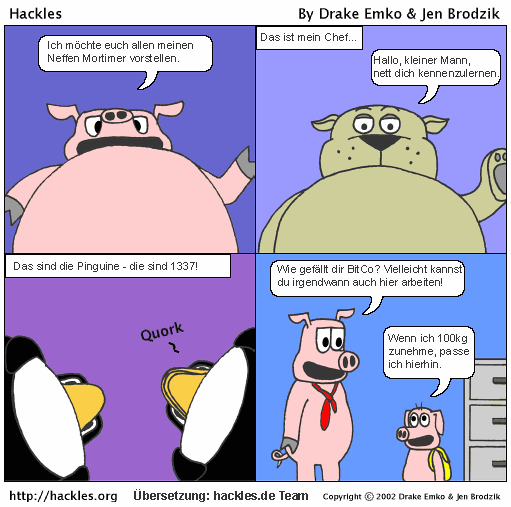 Hackles
By Drake Emko & Jen Brodzik
Ich möchte euch allen meinen
Neffen Mortimer vorstellen.
Das ist mein Chef...
Hallo, kleiner Mann,
nett dich kennenzulernen.
Das sind die Pinguine - die sind 1337!
Quork
Wie gefällt dir BitCo? Vielleicht kannst
du irgendwann auch hier arbeiten!
Wenn ich 100kg
zunehme, passe
ich hierhin.
http://hackles.org
Übersetzung: hackles.de Team
Copyright © 2002 Drake Emko & Jen Brodzik